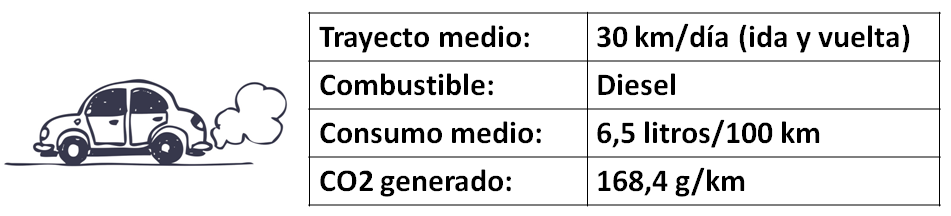 Trayecto medio: 30 km/día (ida y vuelta)
Combustible: Diesel
Consumo medio: 6,5 litros/100 km
CO2 generado: 168,4 g/km